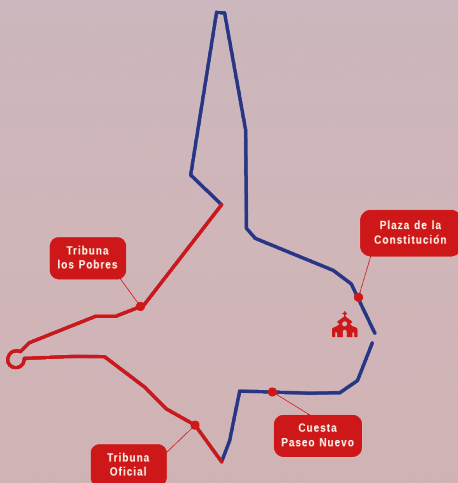 Plaza de la
Constitución
Tribuna
los Pobres
Cuesta
Paseo Nuevo
Tribuna
Oficial